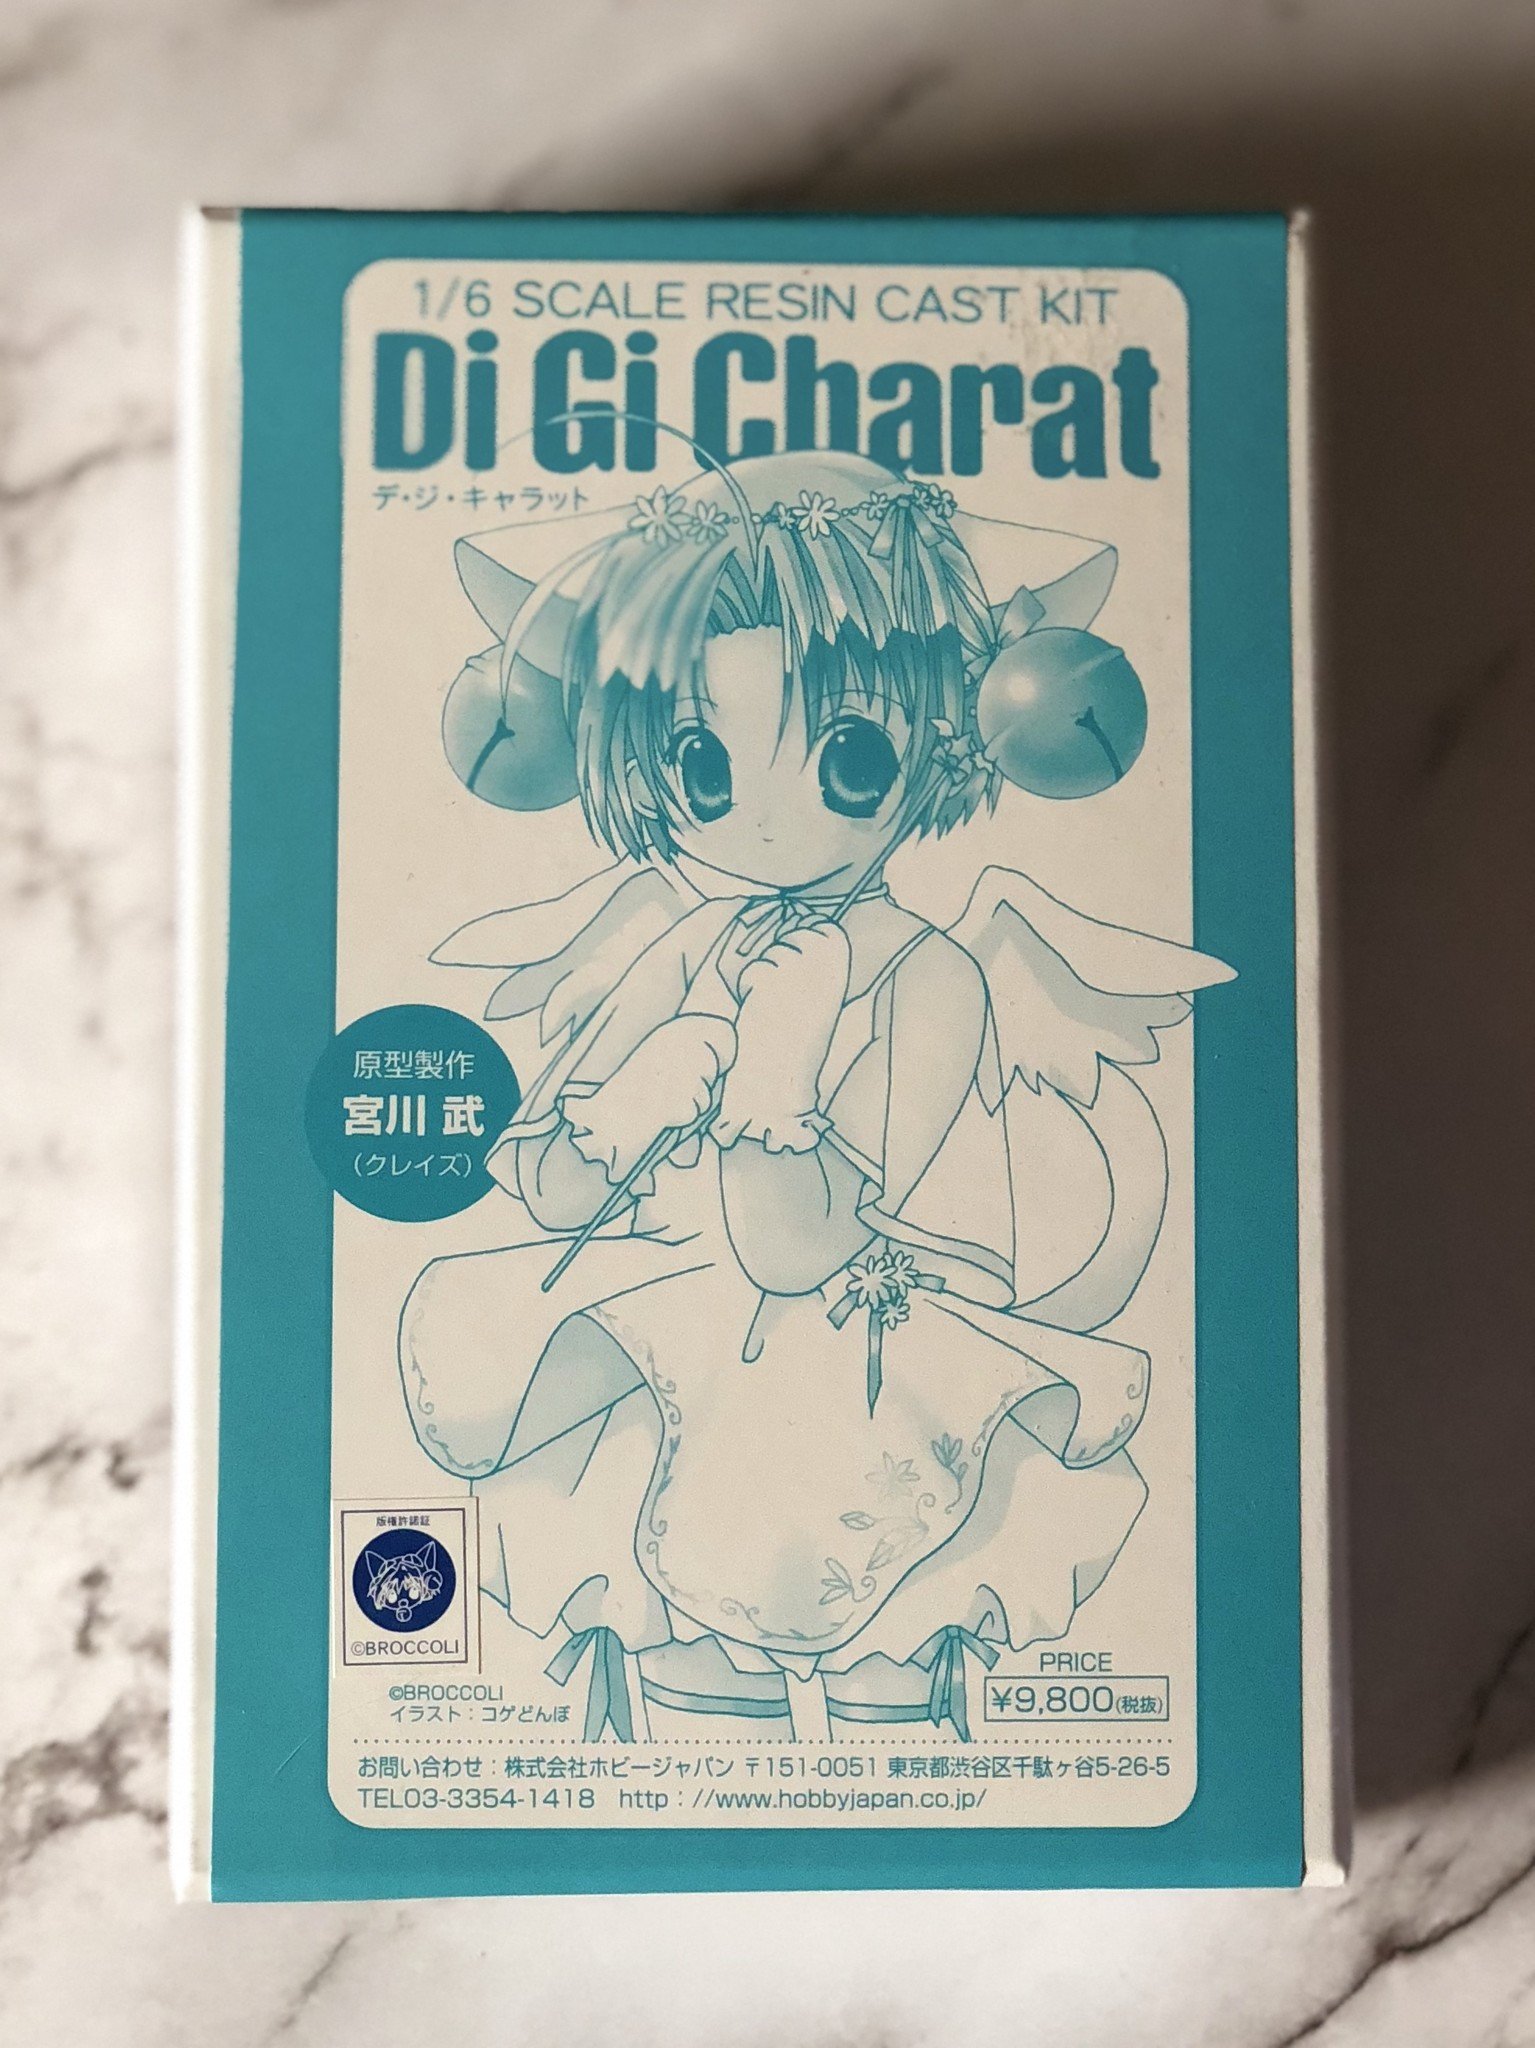 1/6 SCALE RESIN CAST KIT
Di Gi Charat
デ・ジ・キャラット
原型製作
宮川 武
(クレイズ)
版権許諾証
©BROCCOLI
©BROCCOLI
イラスト：コゲどんぼ
PRICE
¥9,800(税抜)
お問い合わせ：株式会社ホビージャパン 〒151-0051 東京都渋谷区千駄ヶ谷5-26-5
TEL03-3354-1418 http：//www.hobbyjapan.co.jp/